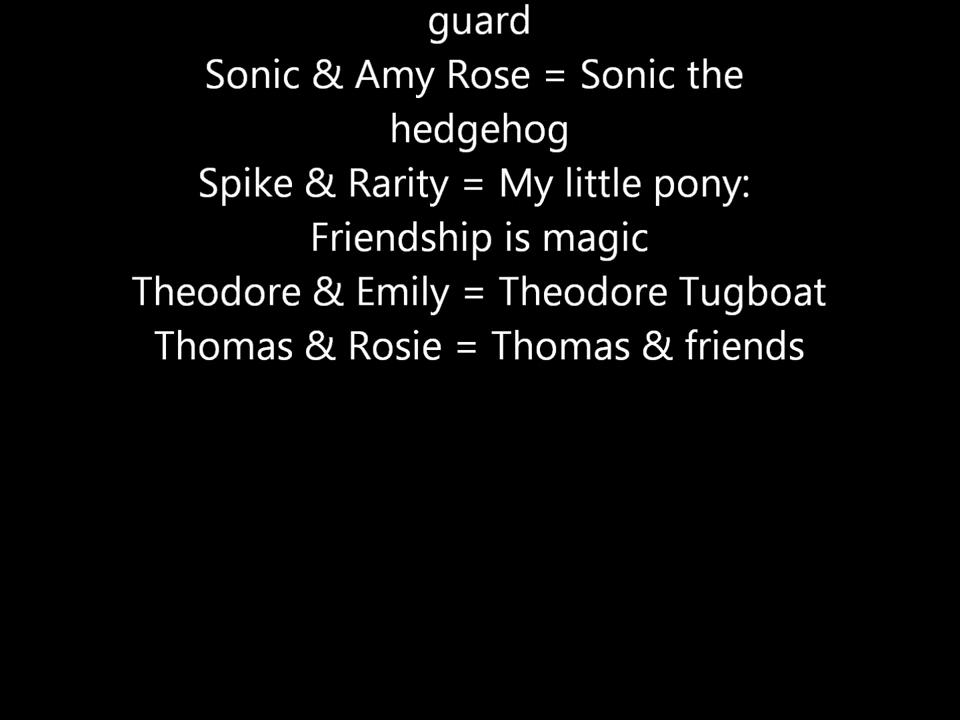 guard
Sonic & Amy Rose = Sonic the
hedgehog
Spike & Rarity = My little pony:
Friendship is magic
Theodore & Emily = Theodore Tugboat
Thomas & Rosie = Thomas & friends